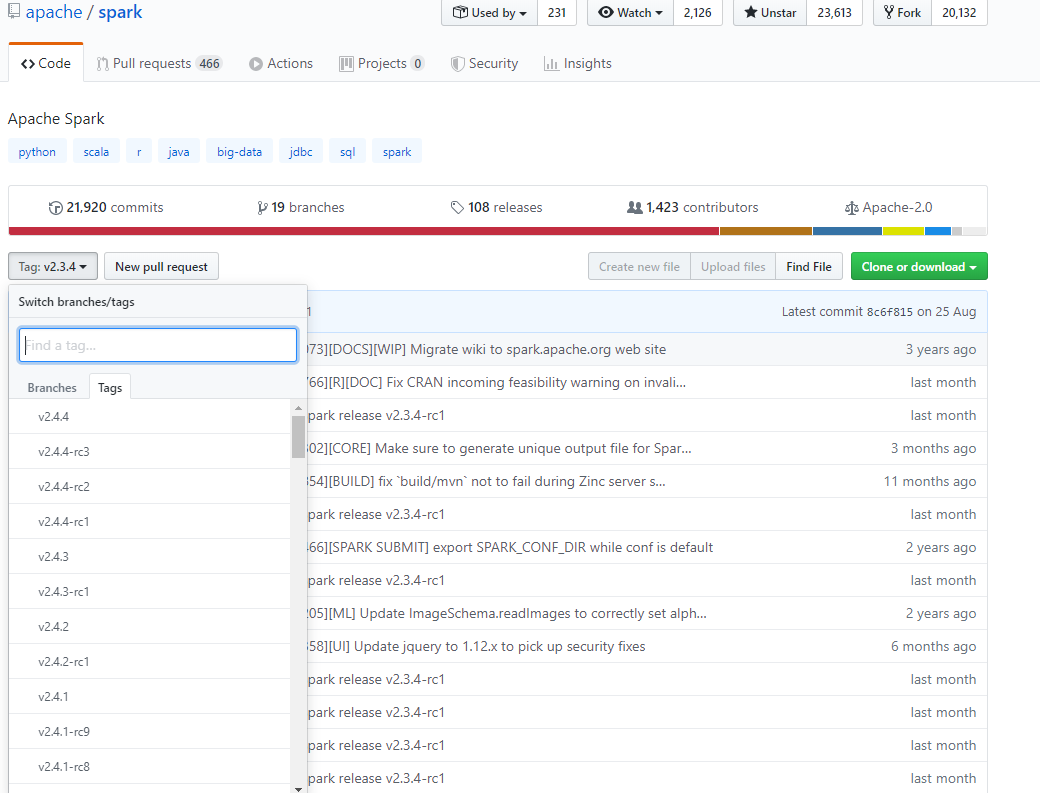 apache / spark Used by 231 Watch 2,126 Unstar 23,613 Fork 20,132
Code Pull requests 466 Actions Projects 0 Security Insights
Apache Spark
python scala r java big-data jdbc sql spark
21,920 commits 19 branches 108 releases 1,423 contributors Apache-2.0
Tag: v2.3.4 New pull request Create new file Upload files Find File Clone or download
Switch branches/tags
Find a tag...
Branches Tags
v2.4.4
v2.4.4-rc3
v2.4.4-rc2
v2.4.4-rc1
v2.4.3
v2.4.3-rc1
v2.4.2
v2.4.2-rc1
v2.4.1
v2.4.1-rc9
v2.4.1-rc8
1 Latest commit 8c6f815 on 25 Aug
073][DOCS][WIP] Migrate wiki to spark.apache.org web site 3 years ago
766][R][DOC] Fix CRAN incoming feasibility warning on invali... last month
park release v2.3.4-rc1 last month
02][CORE] Make sure to generate unique output file for Spar... 3 months ago
54][BUILD] fix `build/mvn` not to fail during Zinc server s... 11 months ago
park release v2.3.4-rc1 last month
466][SPARK SUBMIT] export SPARK_CONF_DIR while conf is default 2 years ago
park release v2.3.4-rc1 last month
205][ML] Update ImageSchema.readImages to correctly set alph... 2 years ago
58][UI] Update jquery to 1.12.x to pick up security fixes 6 months ago
park release v2.3.4-rc1 last month
park release v2.3.4-rc1 last month
park release v2.3.4-rc1 last month
park release v2.3.4-rc1 last month